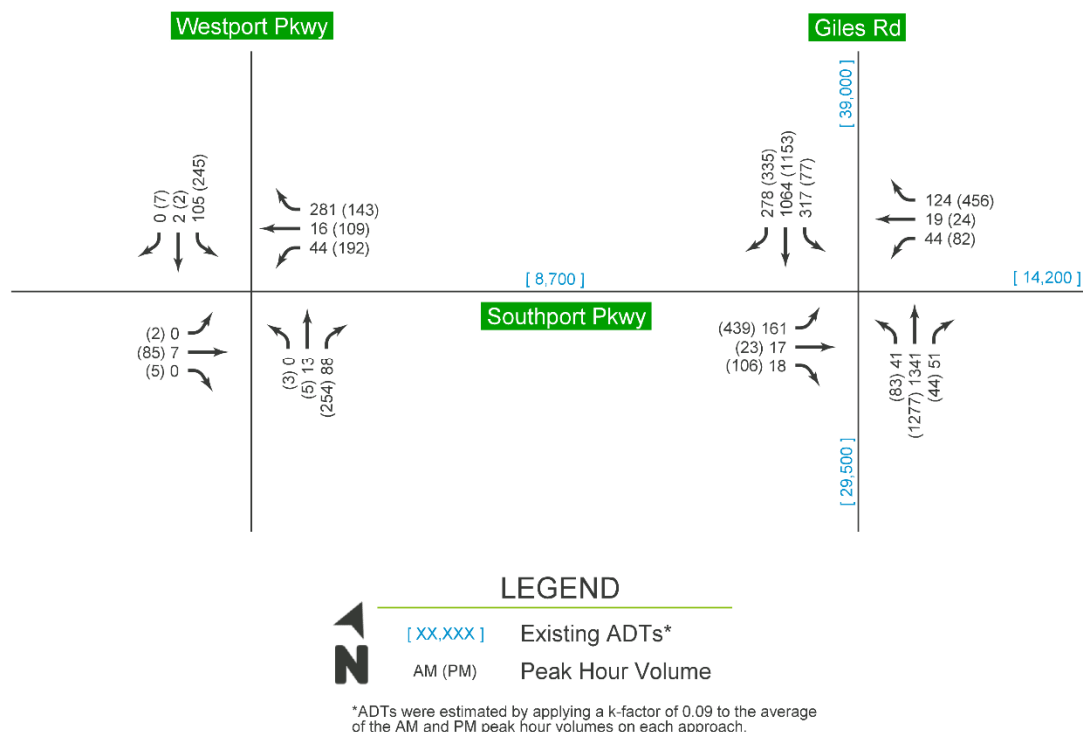 Westport Pkwy
Giles Rd
[ 39,000 ]
0 (7)
2 (2)
105 (245)
281 (143)
16 (109)
44 (192)
278 (335)
1064 (1153)
317 (77)
124 (456)
19 (24)
44 (82)
[ 8,700 ]
[ 14,200 ]
Southport Pkwy
(2) 0
(85) 7
(5) 0
(3) 0
(5) 13
(254) 88
(439) 161
(23) 17
(106) 18
(83) 41
(1277) 1341
(44) 51
[ 29,500 ]
LEGEND
N
[ XX,XXX ] Existing ADTs*
AM (PM) Peak Hour Volume
*ADTs were estimated by applying a k-factor of 0.09 to the average
of the AM and PM peak hour volumes on each approach.